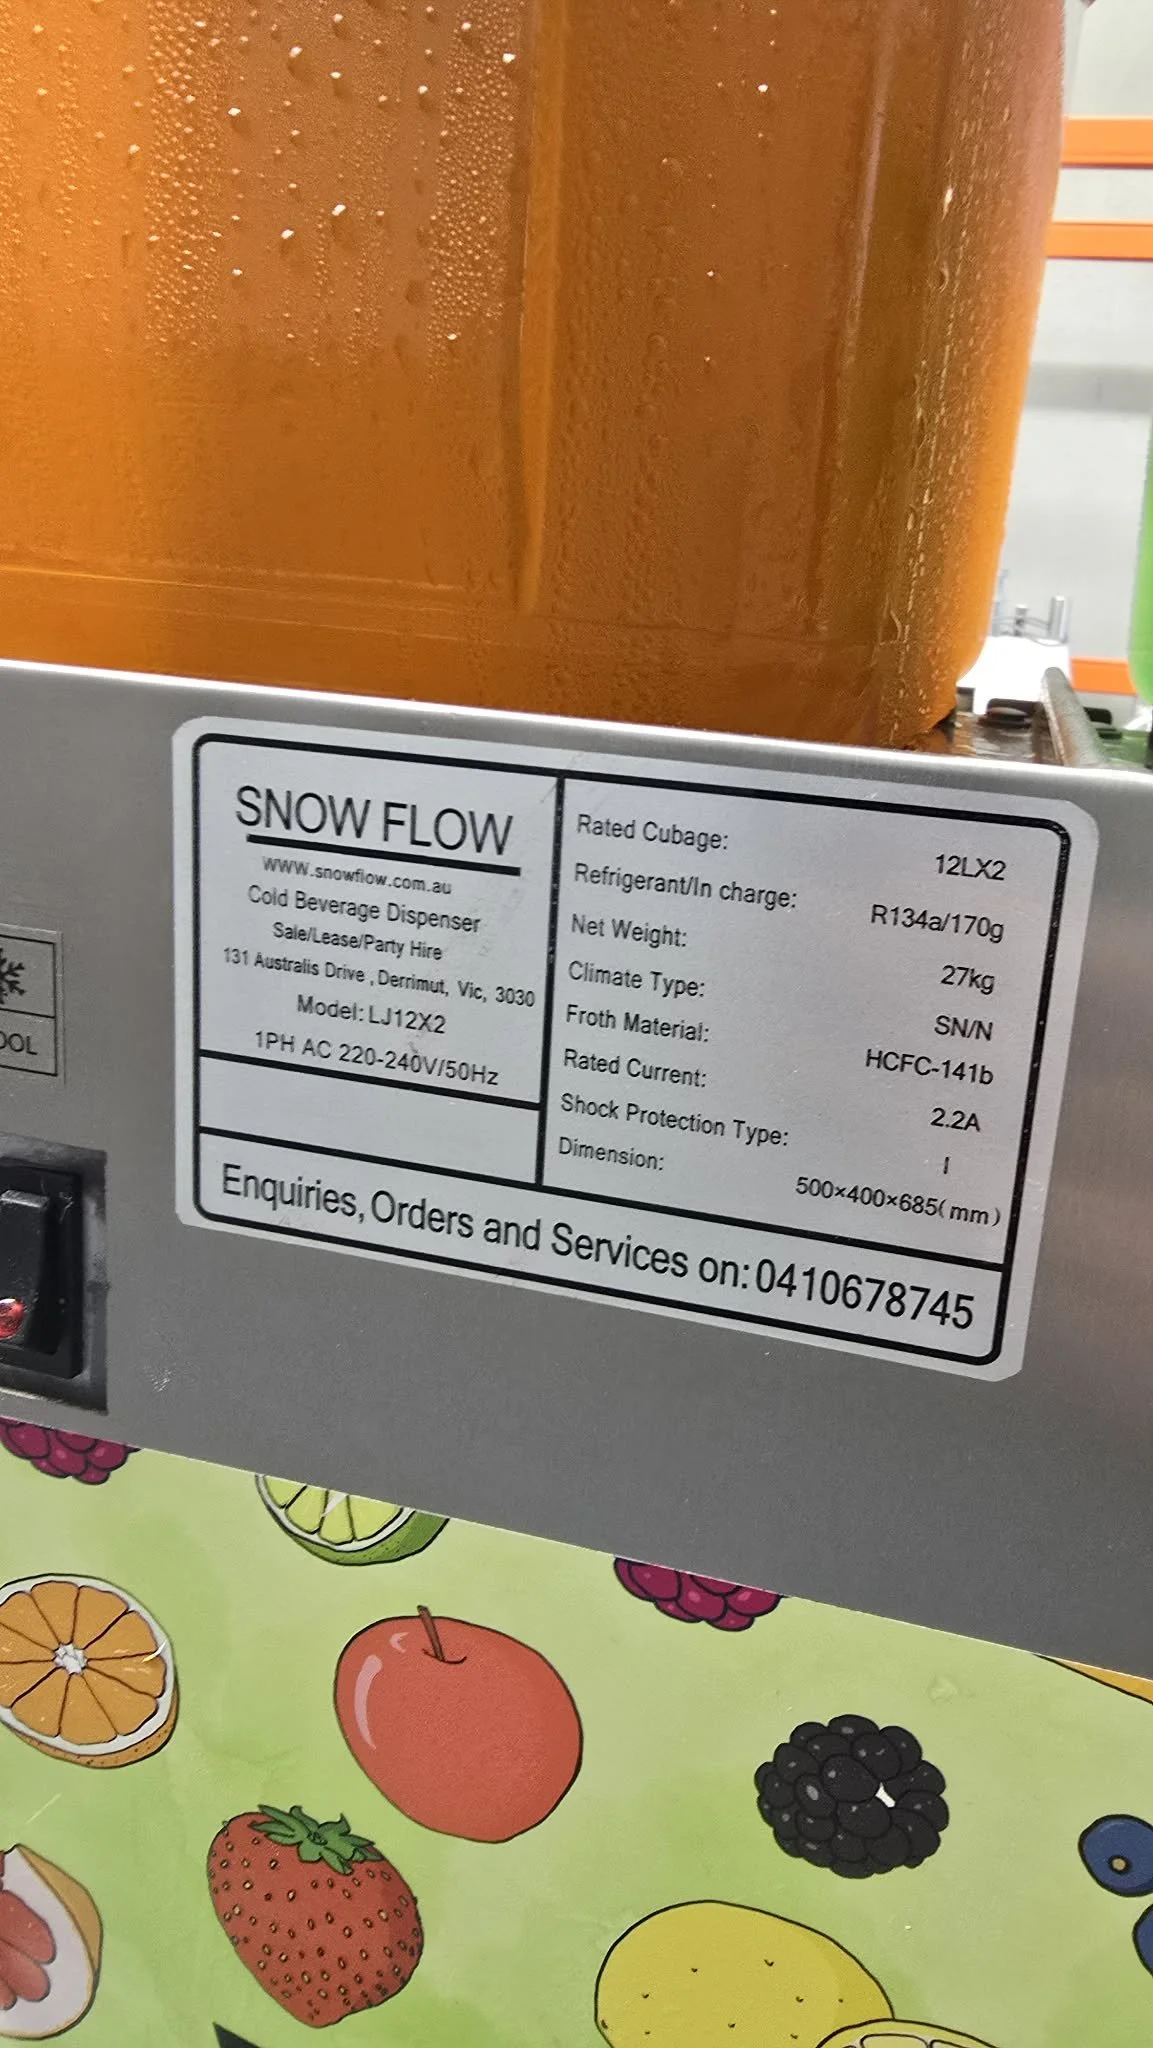 SNOW FLOW
www.snowflow.com.au
Cold Beverage Dispenser
Sale/Lease/Party Hire
131 Australis Drive , Derrimut, Vic, 3030
Model: LJ12X2
1PH AC 220-240V/50Hz
Rated Cubage: 12LX2
Refrigerant/In charge: R134a/170g
Net Weight: 27kg
Climate Type: SN/N
Froth Material: HCFC-141b
Rated Current: 2.2A
Shock Protection Type: I
Dimension: 500×400×685(mm)
Enquiries, Orders and Services on: 0410678745
OOL